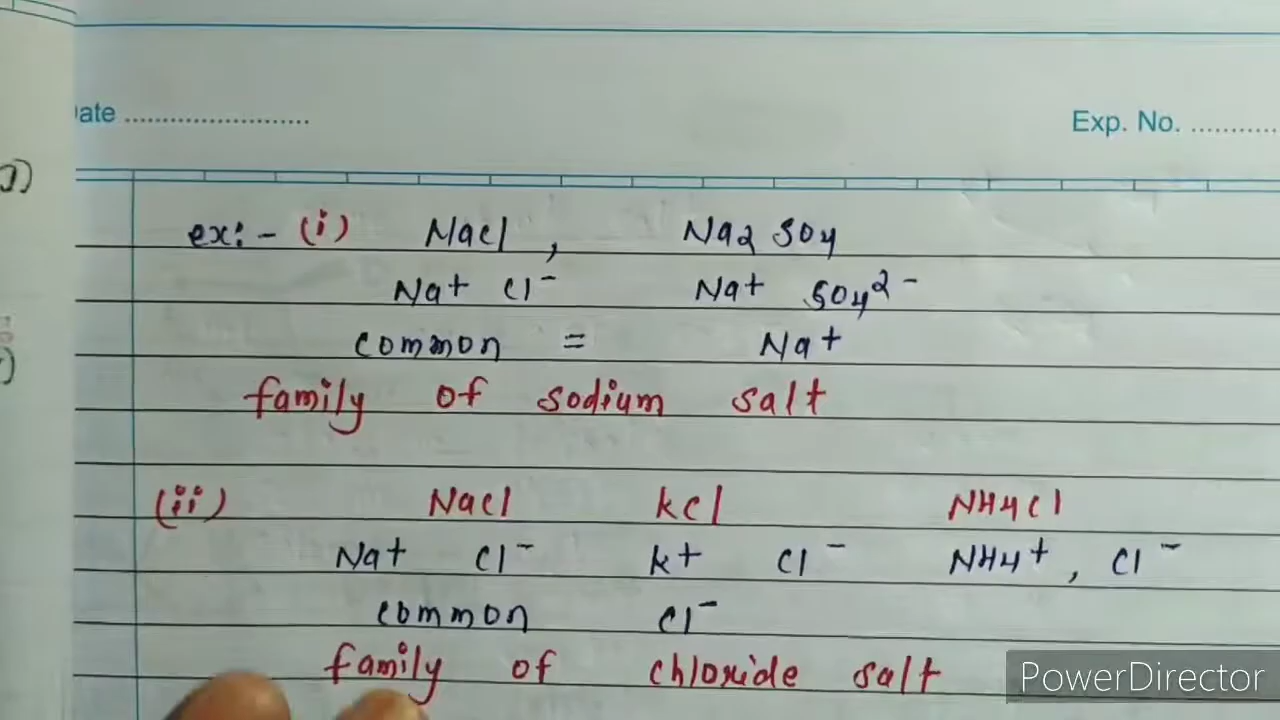 Date ........................
Exp. No. ............
ex:- (i) NaCl , Na2 SO4
Na+ Cl- Na+ SO4 2-
common = Na+
family of sodium salt
(ii) NaCl kCl NH4Cl
Na+ Cl- k+ Cl- NH4+ , Cl-
common Cl-
family of chloride salt
PowerDirector